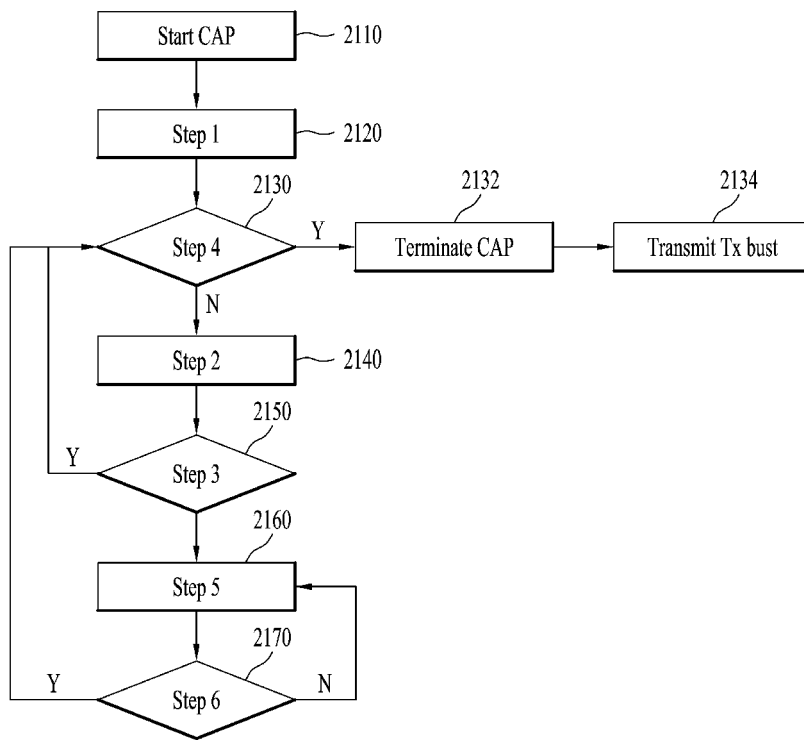 Start CAP
2110
Step 1
2120
2130
Step 4
Y
2132
Terminate CAP
2134
Transmit Tx bust
N
Step 2
2140
2150
Y
Step 3
2160
Step 5
2170
Y
Step 6
N